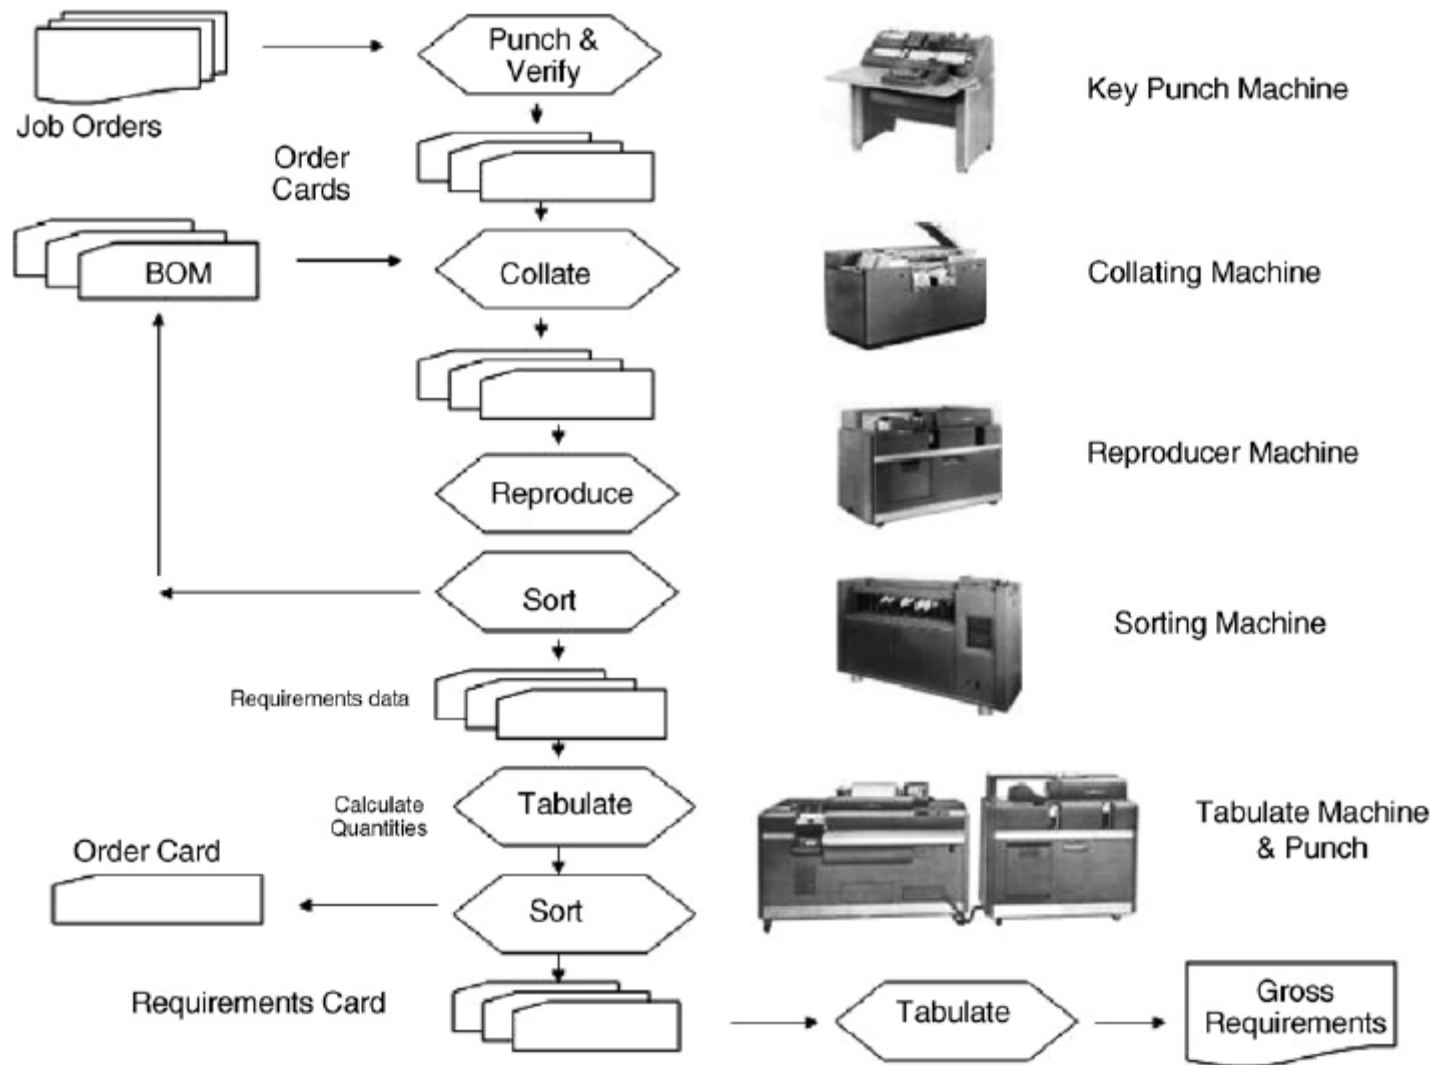 Punch &
Verify
Key Punch Machine
Job Orders
Order
Cards
BOM
Collate
Collating Machine
Reproducer Machine
Reproduce
Sort
Sorting Machine
Requirements data
Calculate
Quantities
Tabulate
Tabulate Machine
& Punch
Order Card
Sort
Requirements Card
Tabulate
Gross
Requirements